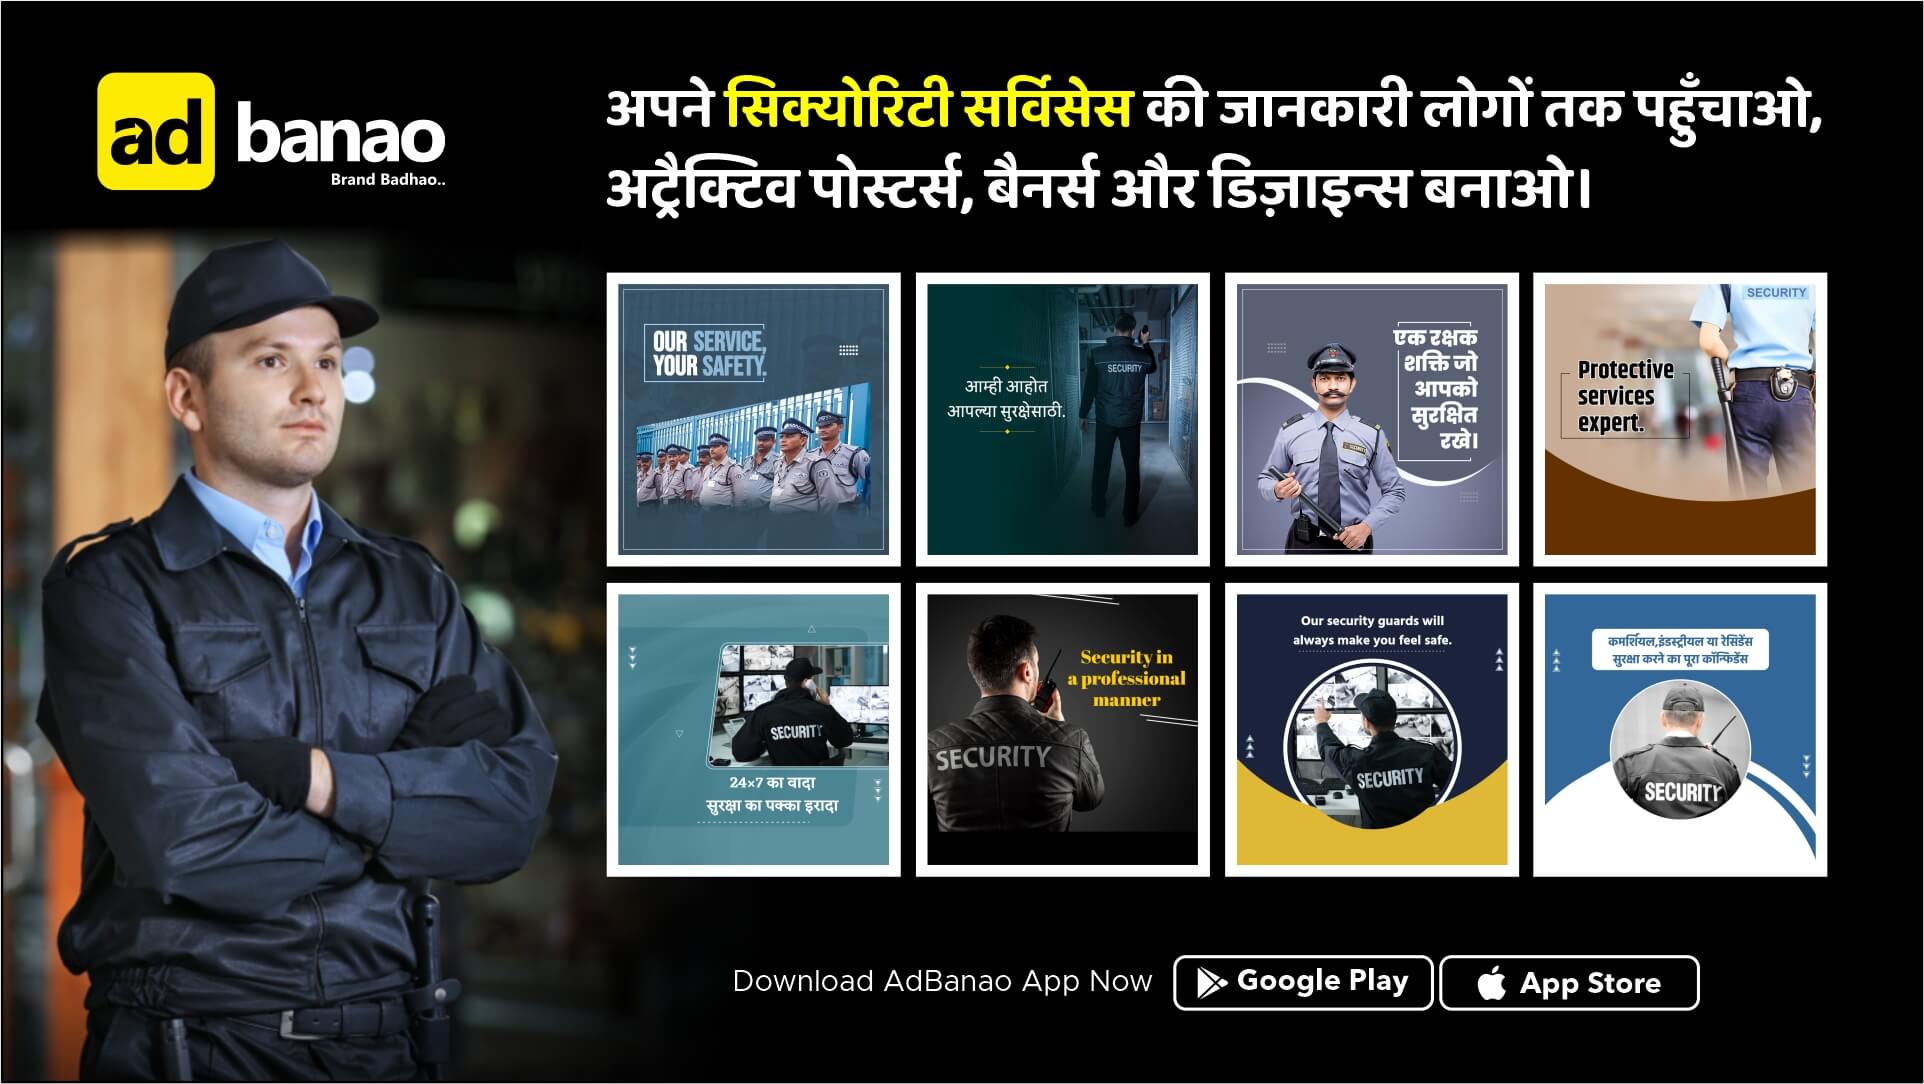 ad banao
Brand Badhao..
अपने सिक्योरिटी सर्विसेस की जानकारी लोगों तक पहुँचाओ,
अट्रैक्टिव पोस्टर्स, बैनर्स और डिज़ाइन्स बनाओ।
OUR SERVICE,
YOUR SAFETY.
आम्ही आहोत
आपल्या सुरक्षेसाठी.
SECURITY
एक रक्षक
शक्ति जो
आपको
सुरक्षित
रखे।
SECURITY
Protective
services
expert.
SECURITY
24×7 का वादा
सुरक्षा का पक्का इरादा
Security in
a professional
manner
SECURITY
Our security guards will
always make you feel safe.
SECURITY
कमर्शियल,इंडस्ट्रीयल या रेसिडेंस
सुरक्षा करने का पूरा कॉन्फिडेंस
SECURITY
Download AdBanao App Now
Google Play
App Store